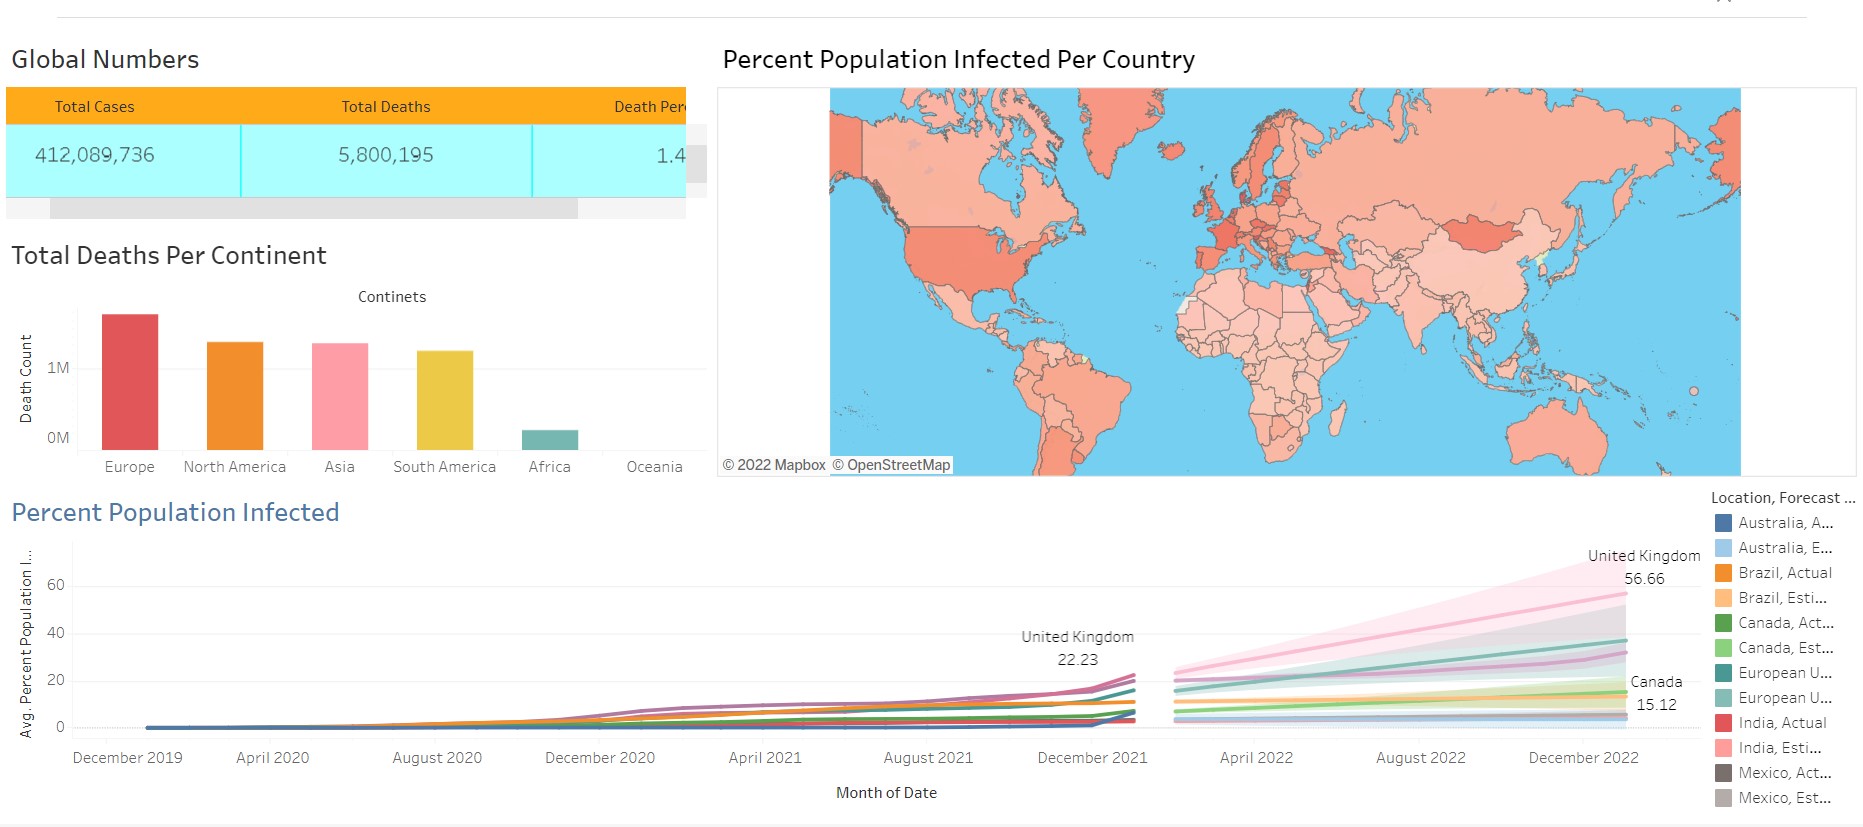 Global Numbers
Total Cases Total Deaths Death Per
412,089,736 5,800,195 1.4
Total Deaths Per Continent
Continets
Death Count
1M
0M
Europe North America Asia South America Africa Oceania
Percent Population Infected Per Country
© 2022 Mapbox © OpenStreetMap
Percent Population Infected
Avg. Percent Population I...
60
40
20
0
United Kingdom
22.23
United Kingdom
56.66
Canada
15.12
December 2019 April 2020 August 2020 December 2020 April 2021 August 2021 December 2021 April 2022 August 2022 December 2022
Month of Date
Location, Forecast ...
Australia, A...
Australia, E...
Brazil, Actual
Brazil, Esti...
Canada, Act...
Canada, Est...
European U...
European U...
India, Actual
India, Esti...
Mexico, Act...
Mexico, Est...